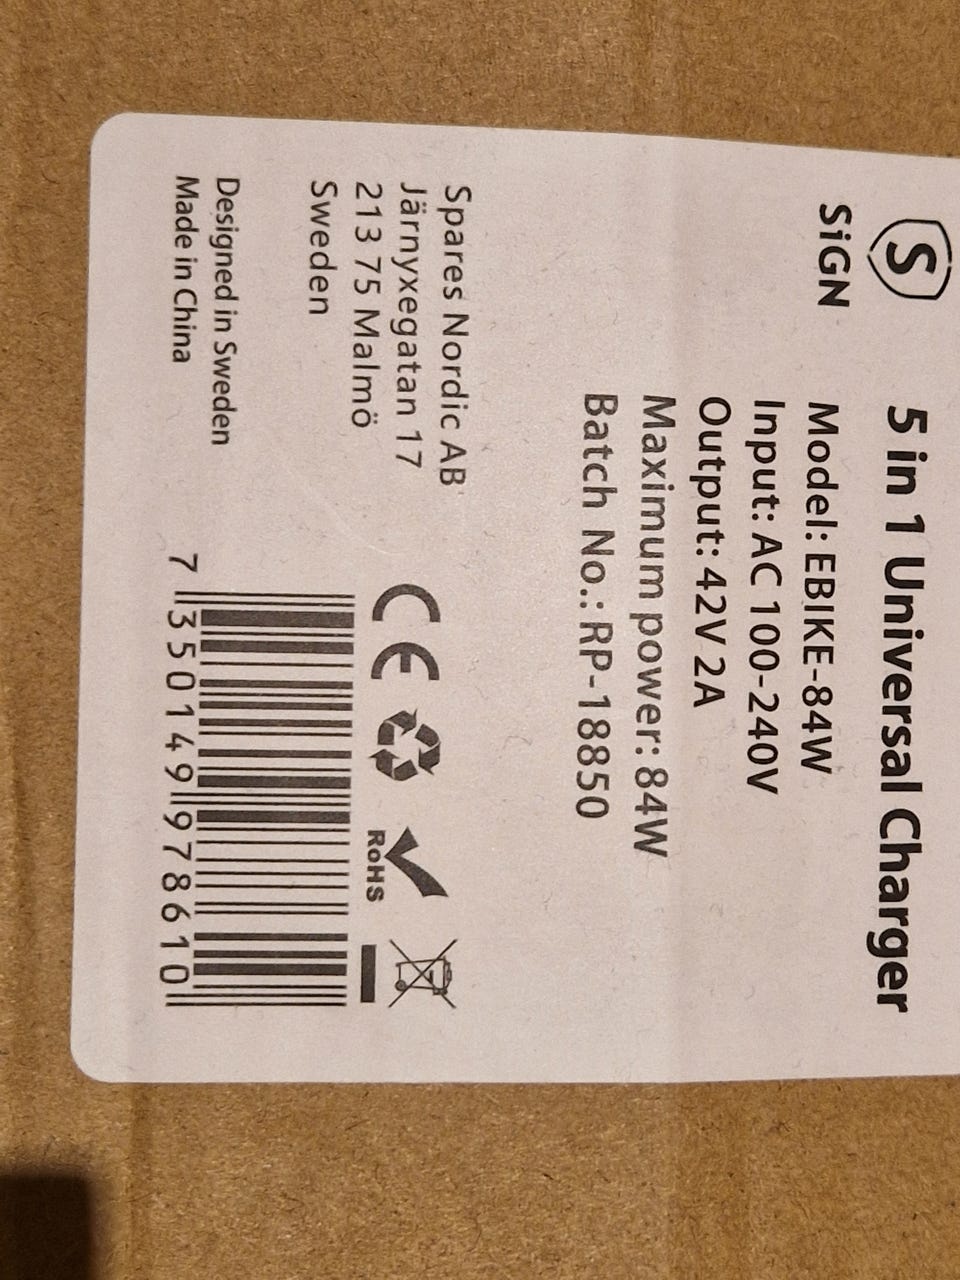 S
SiGN
5 in 1 Universal Charger
Model: EBIKE-84W
Input: AC 100-240V
Output: 42V 2A
Maximum power: 84W
Batch No.: RP-18850
Spares Nordic AB
Järnyxegatan 17
213 75 Malmö
Sweden
Designed in Sweden
Made in China
CE
RoHS
7 350149 978610